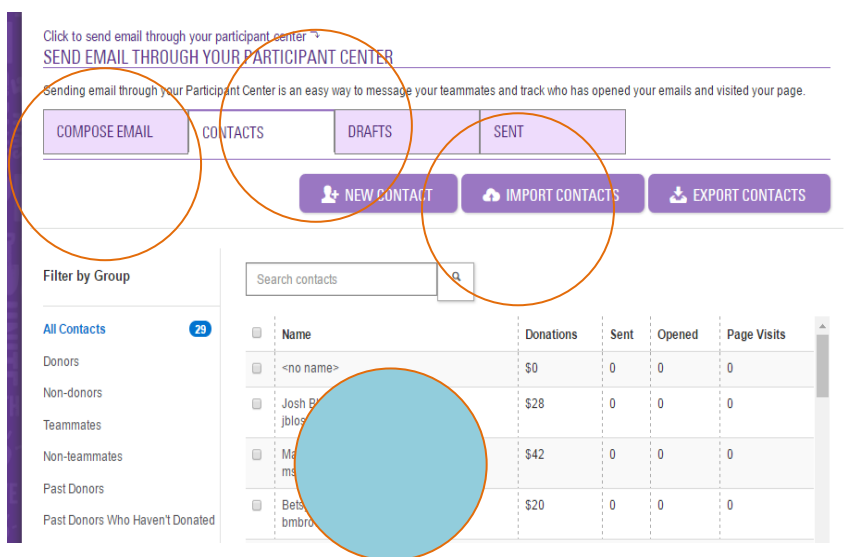 Click to send email through your participant center
SEND EMAIL THROUGH YOUR PARTICIPANT CENTER
Sending email through your Participant Center is an easy way to message your teammates and track who has opened your emails and visited your page.
COMPOSE EMAIL CONTACTS DRAFTS SENT
NEW CONTACT IMPORT CONTACTS EXPORT CONTACTS
Filter by Group
Search contacts
All Contacts 29
Donors
Non-donors
Teammates
Non-teammates
Past Donors
Past Donors Who Haven't Donated
Name Donations Sent Opened Page Visits
<no name> $0 0 0 0
Josh $28 0 0 0
$42 0 0 0
$20 0 0 0